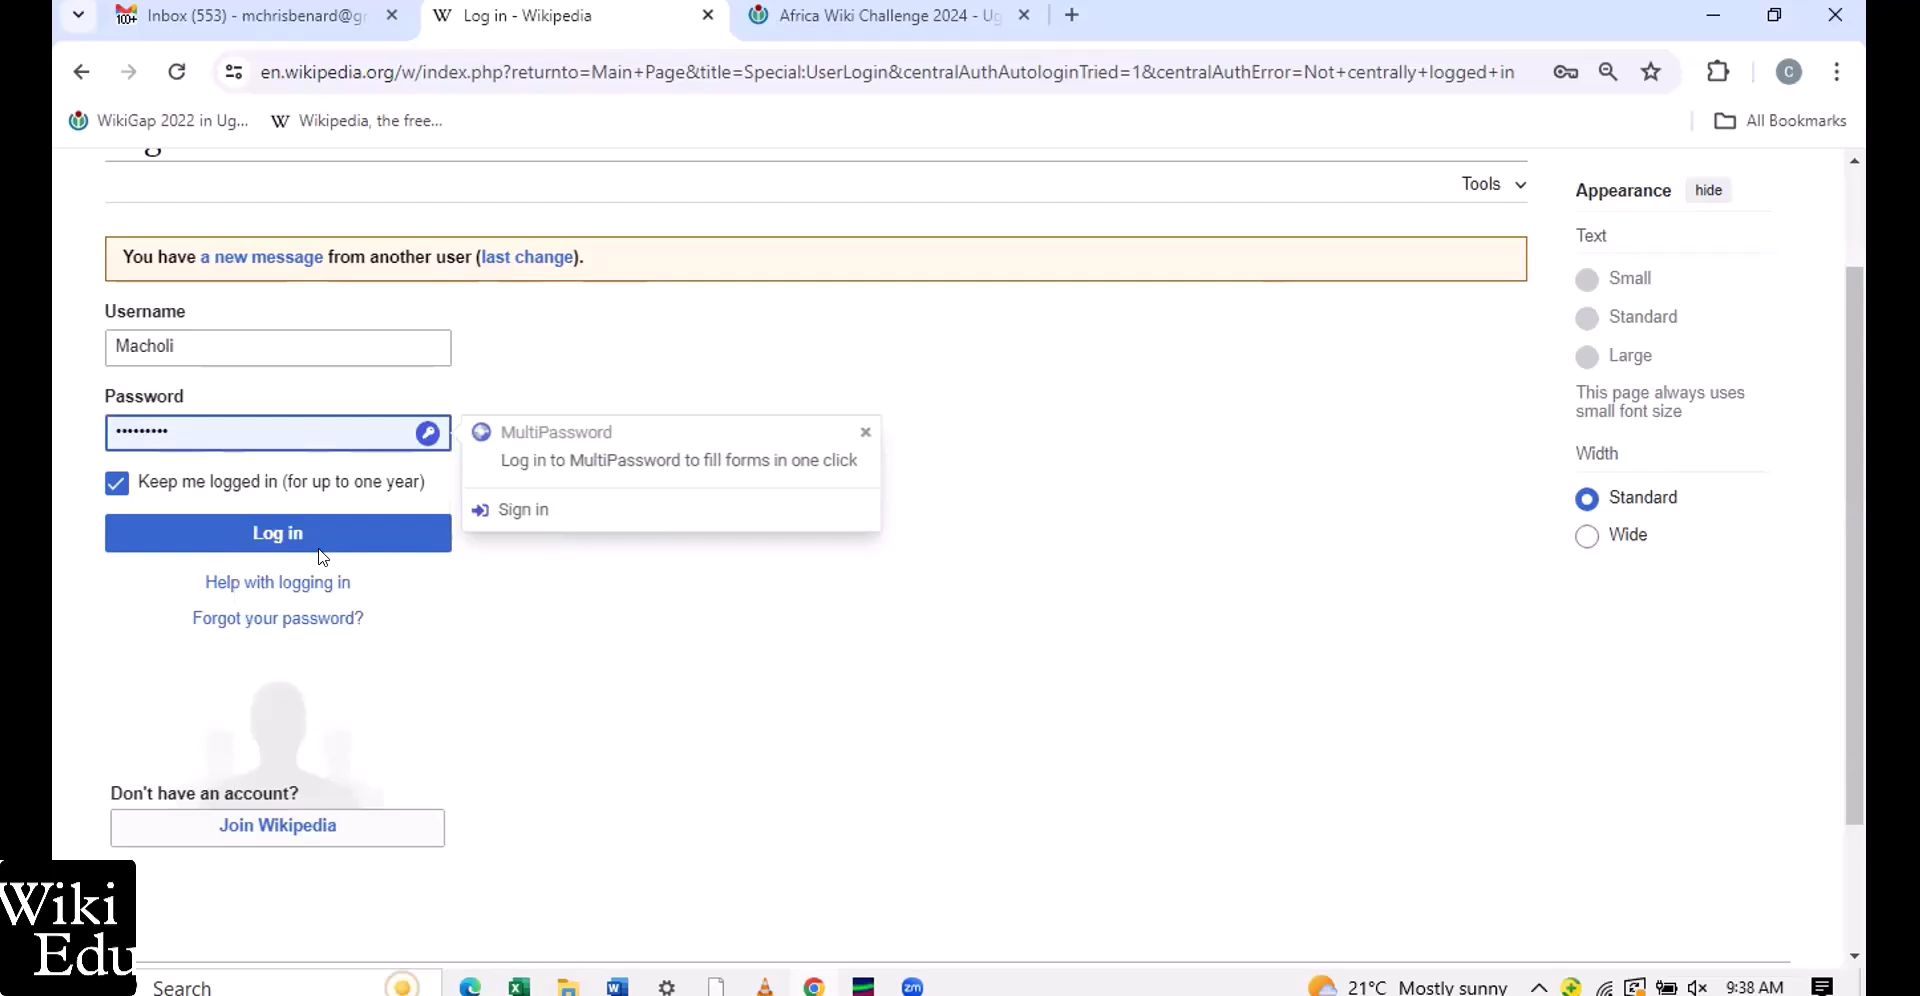 100+
Inbox (553) - mchrisbenard@gr
W Log in - Wikipedia
Africa Wiki Challenge 2024 - Ug
en.wikipedia.org/w/index.php?returnto=Main+Page&title=Special:UserLogin&centralAuthAutologinTried=1&centralAuthError=Not+centrally+logged+in
C
WikiGap 2022 in Ug...
W Wikipedia, the free...
All Bookmarks
Tools
Appearance hide
Text
Small
Standard
Large
This page always uses
small font size
Width
Standard
Wide
You have a new message from another user (last change).
Username
Macholi
Password
•••••••••
MultiPassword
Log in to MultiPassword to fill forms in one click
Sign in
Keep me logged in (for up to one year)
Log in
Help with logging in
Forgot your password?
Don't have an account?
Join Wikipedia
Wiki
Edu
Search
zm
21°C Mostly sunny
9:38 AM